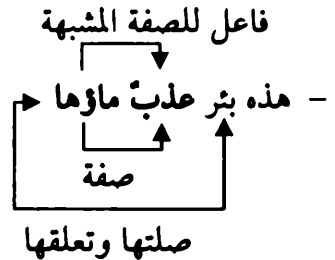 فاعل للصفة المشبهة
– هذه بئر عذبٌ ماؤها
صفة
صلتها وتعلقها